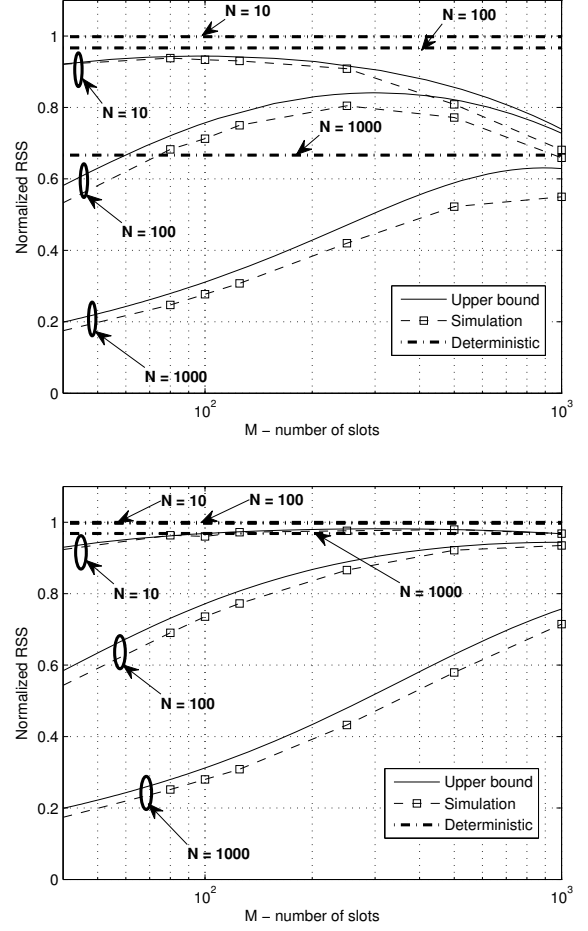 N = 10
N = 100
1
N = 10
0.8
N = 1000
Normalized RSS
0.6
N = 100
0.4
Upper bound
Simulation
Deterministic
0.2
N = 1000
0
10^2
10^3
M − number of slots
N = 10
N = 100
1
N = 10
N = 1000
0.8
Normalized RSS
0.6
N = 100
0.4
Upper bound
Simulation
Deterministic
0.2
N = 1000
0
10^2
10^3
M − number of slots